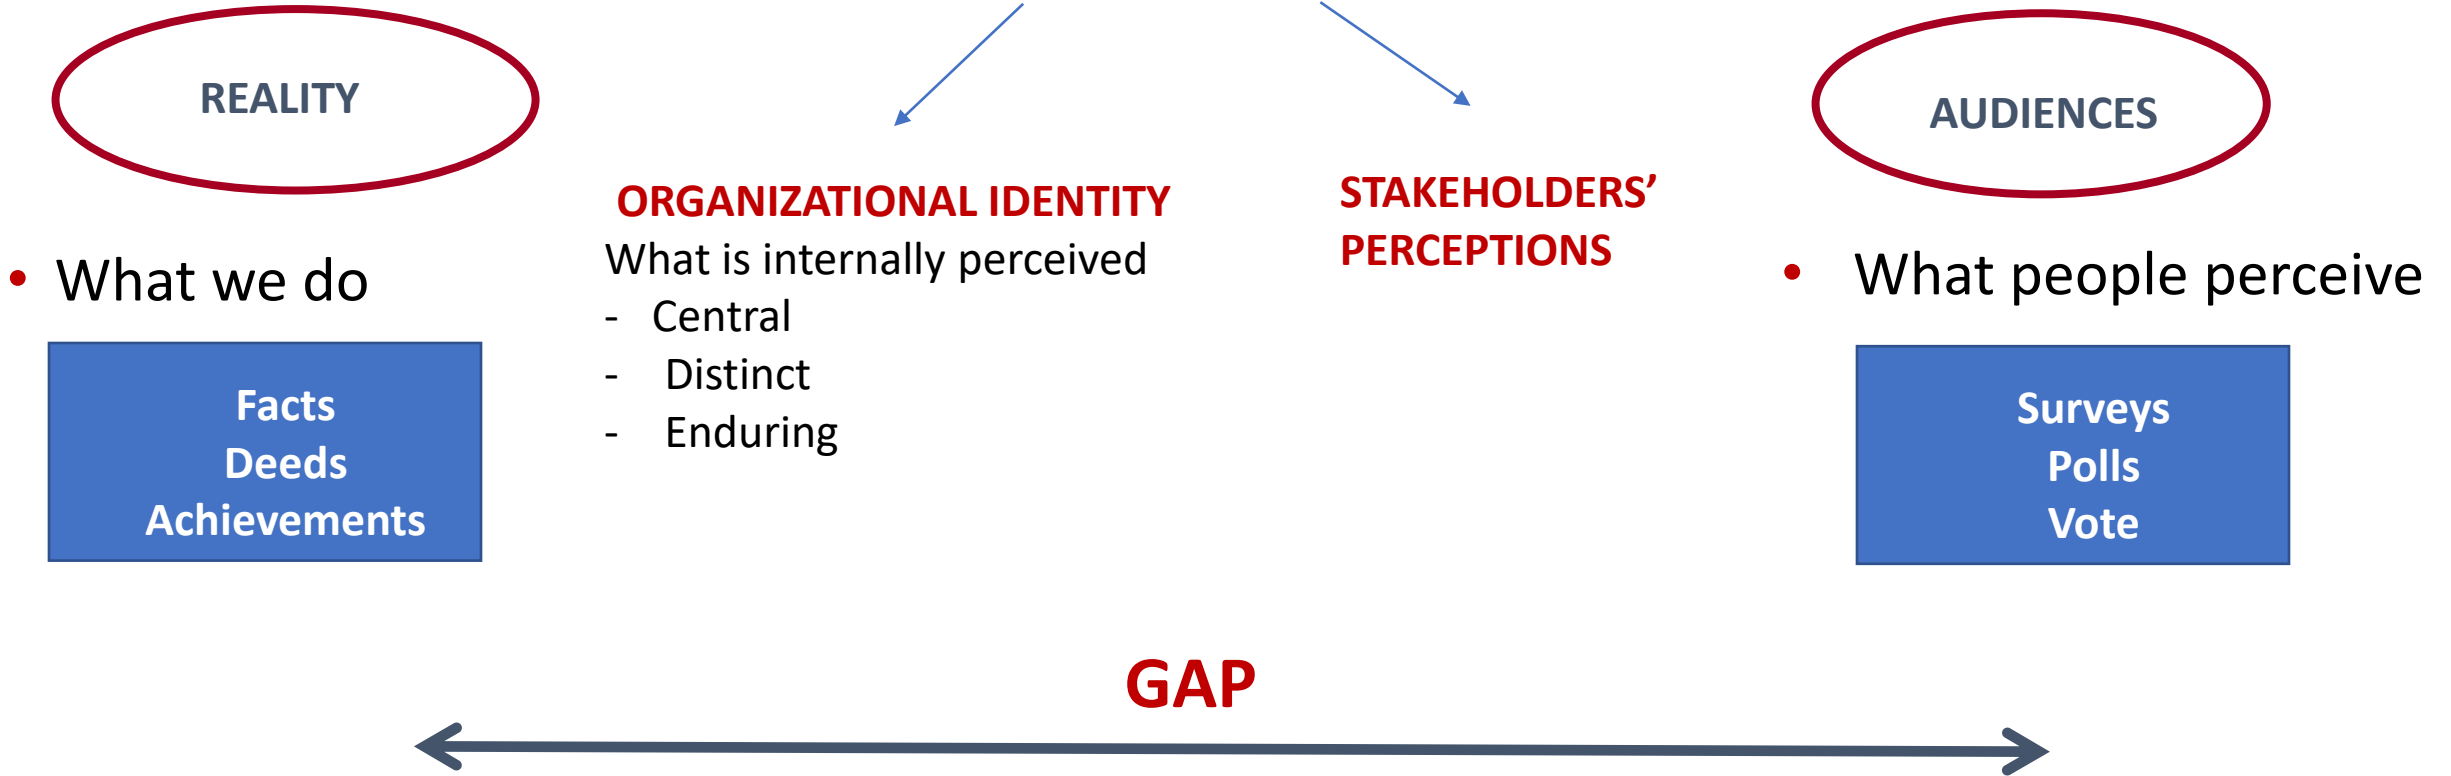 REALITY
• What we do
Facts
Deeds
Achievements
ORGANIZATIONAL IDENTITY
What is internally perceived
- Central
- Distinct
- Enduring
STAKEHOLDERS’
PERCEPTIONS
AUDIENCES
• What people perceive
Surveys
Polls
Vote
GAP